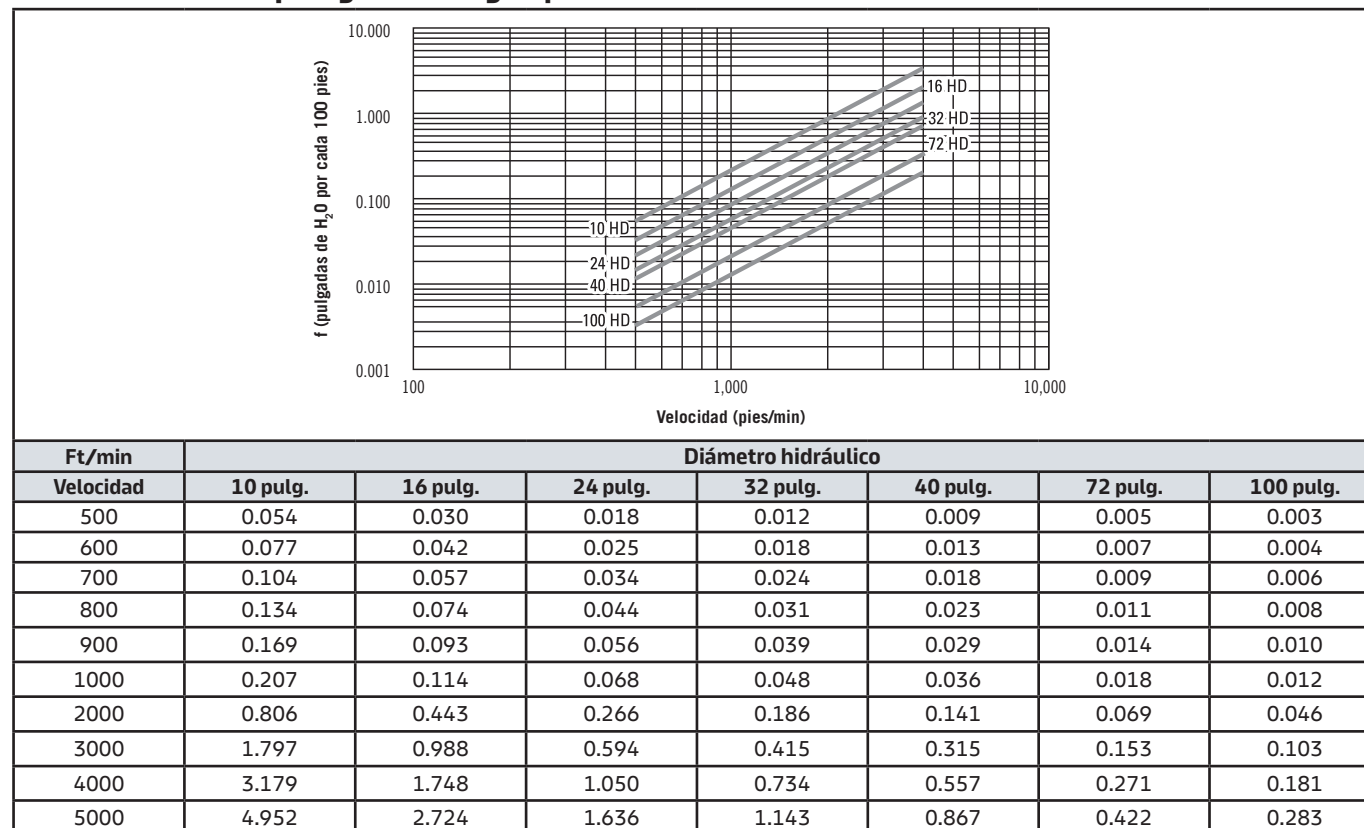 10.000
1.000
0.100
0.010
0.001
f (pulgadas de H₂O por cada 100 pies)
16 HD
32 HD
72 HD
10 HD
24 HD
40 HD
100 HD
100 1,000 10,000
Velocidad (pies/min)
Ft/min Diámetro hidráulico
Velocidad 10 pulg. 16 pulg. 24 pulg. 32 pulg. 40 pulg. 72 pulg. 100 pulg.
500 0.054 0.030 0.018 0.012 0.009 0.005 0.003
600 0.077 0.042 0.025 0.018 0.013 0.007 0.004
700 0.104 0.057 0.034 0.024 0.018 0.009 0.006
800 0.134 0.074 0.044 0.031 0.023 0.011 0.008
900 0.169 0.093 0.056 0.039 0.029 0.014 0.010
1000 0.207 0.114 0.068 0.048 0.036 0.018 0.012
2000 0.806 0.443 0.266 0.186 0.141 0.069 0.046
3000 1.797 0.988 0.594 0.415 0.315 0.153 0.103
4000 3.179 1.748 1.050 0.734 0.557 0.271 0.181
5000 4.952 2.724 1.636 1.143 0.867 0.422 0.283